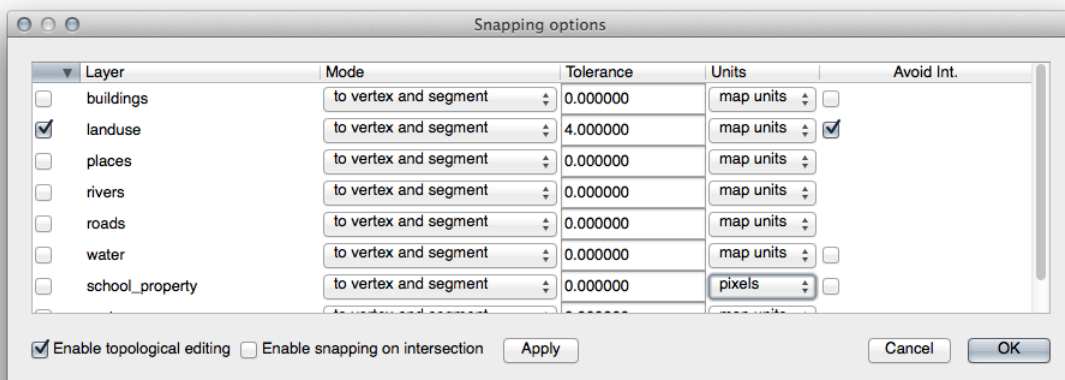 Snapping options
Layer Mode Tolerance Units Avoid Int.
buildings to vertex and segment 0.000000 map units
landuse to vertex and segment 4.000000 map units
places to vertex and segment 0.000000 map units
rivers to vertex and segment 0.000000 map units
roads to vertex and segment 0.000000 map units
water to vertex and segment 0.000000 map units
school_property to vertex and segment 0.000000 pixels
Enable topological editing Enable snapping on intersection Apply Cancel OK